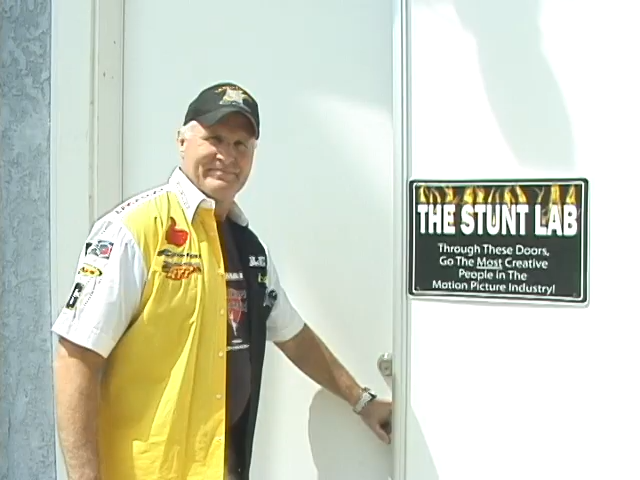 THE STUNT LAB
Through These Doors,
Go The Most Creative
People in The
Motion Picture Industry!